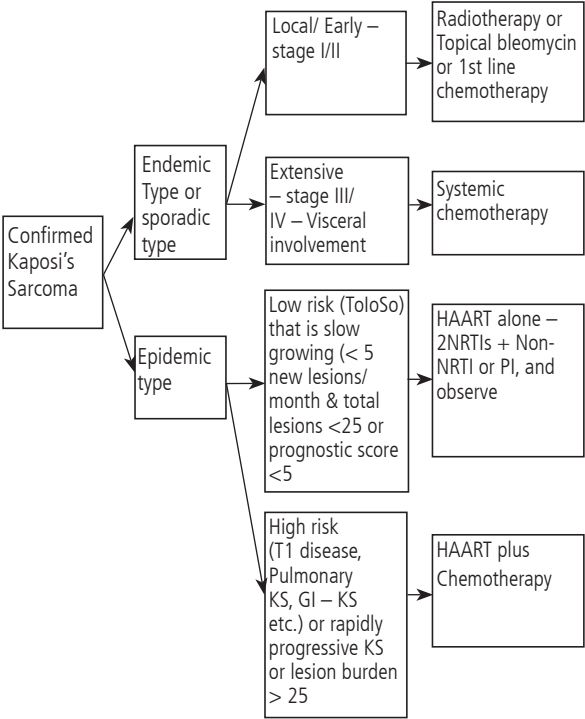 Confirmed
Kaposi's
Sarcoma
Endemic
Type or
sporadic
type
Epidemic
type
Local/ Early –
stage I/II
Extensive
– stage III/
IV – Visceral
involvement
Low risk (ToIoSo)
that is slow
growing (< 5
new lesions/
month & total
lesions <25 or
prognostic score
<5
High risk
(T1 disease,
Pulmonary
KS, GI – KS
etc.) or rapidly
progressive KS
or lesion burden
> 25
Radiotherapy or
Topical bleomycin
or 1st line
chemotherapy
Systemic
chemotherapy
HAART alone –
2NRTIs + Non-
NRTI or PI, and
observe
HAART plus
Chemotherapy